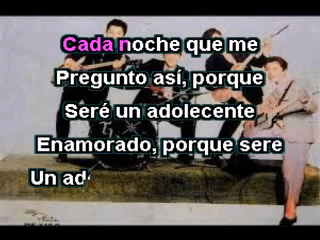 Cada noche que me
Pregunto así, porque
Seré un adolecente
Enamorado, porque sere
Un ad